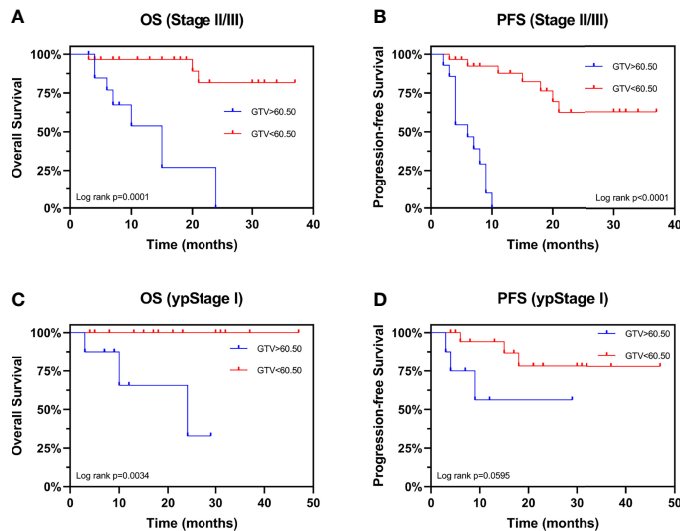 A
OS (Stage II/III)
Overall Survival
100%
75%
50%
25%
0%
GTV>60.50
GTV<60.50
Log rank p=0.0001
0
10
20
30
40
Time (months)
B
PFS (Stage II/III)
Progression-free Survival
100%
75%
50%
25%
0%
GTV>60.50
GTV<60.50
Log rank p<0.0001
0
10
20
30
40
Time (months)
C
OS (ypStage I)
Overall Survival
100%
75%
50%
25%
0%
GTV>60.50
GTV<60.50
Log rank p=0.0034
0
10
20
30
40
50
Time (months)
D
PFS (ypStage I)
Progression-free Survival
100%
75%
50%
25%
0%
GTV>60.50
GTV<60.50
Log rank p=0.0595
0
10
20
30
40
50
Time (months)